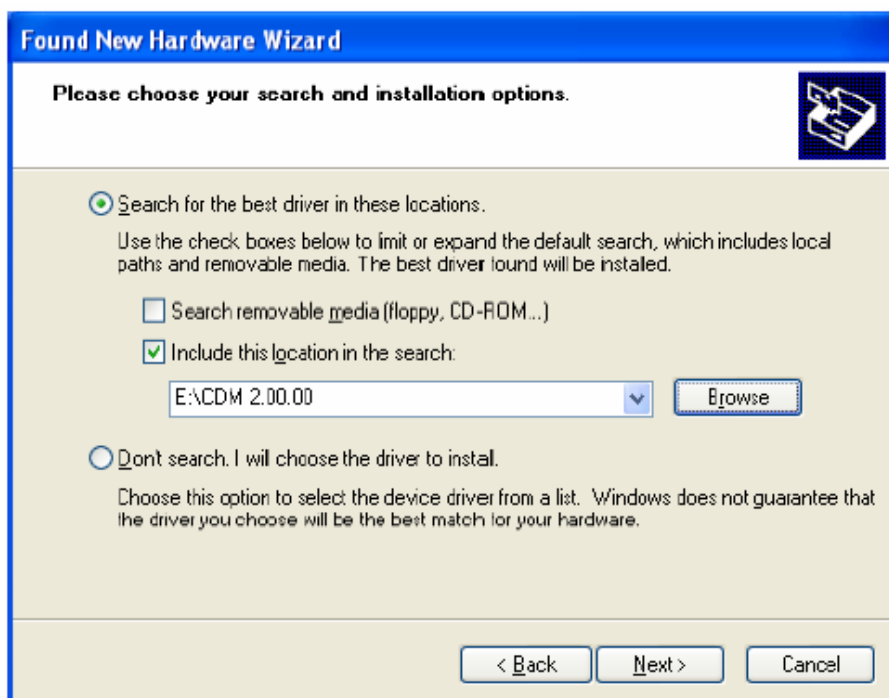 Found New Hardware Wizard
Please choose your search and installation options.
Search for the best driver in these locations.
Use the check boxes below to limit or expand the default search, which includes local
paths and removable media. The best driver found will be installed.
Search removable media (floppy, CD-ROM...)
Include this location in the search:
E:\CDM 2.00.00
Browse
Don't search. I will choose the driver to install.
Choose this option to select the device driver from a list. Windows does not guarantee that
the driver you choose will be the best match for your hardware.
< Back
Next >
Cancel